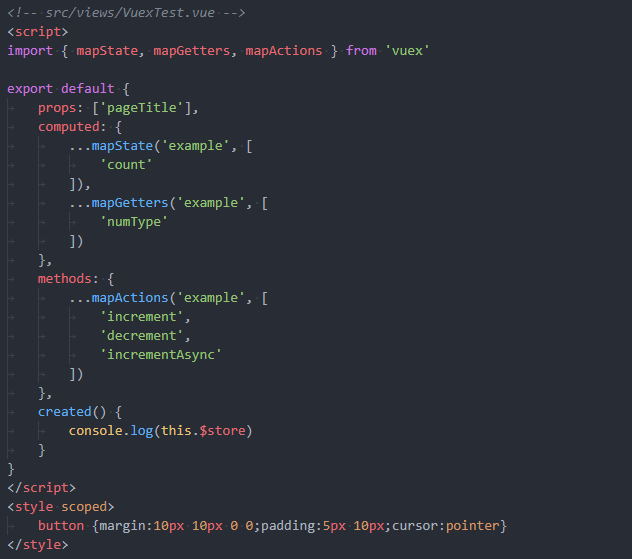 <!-- src/views/VuexTest.vue -->
<script>
import { mapState, mapGetters, mapActions } from 'vuex'

export default {
    props: ['pageTitle'],
    computed: {
        ...mapState('example', [
            'count'
        ]),
        ...mapGetters('example', [
            'numType'
        ])
    },
    methods: {
        ...mapActions('example', [
            'increment',
            'decrement',
            'incrementAsync'
        ])
    },
    created() {
        console.log(this.$store)
    }
}
</script>
<style scoped>
    button {margin:10px 10px 0 0;padding:5px 10px;cursor:pointer}
</style>